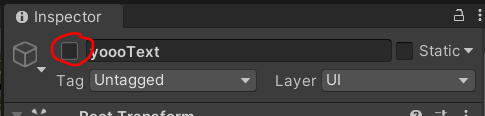 Inspector
yoooText
Static
Tag Untagged Layer UI
Rect Transform